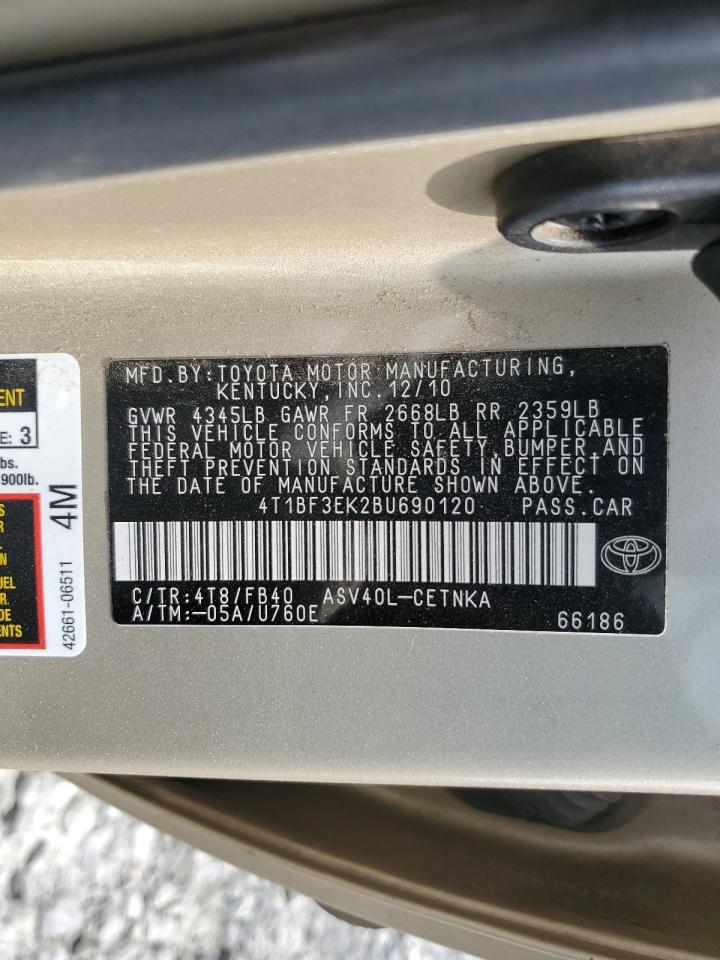 MFD.BY:TOYOTA MOTOR MANUFACTURING,
KENTUCKY,INC.12/10
GVWR 4345LB GAWR FR 2668LB RR 2359LB
THIS VEHICLE CONFORMS TO ALL APPLICABLE
FEDERAL MOTOR VEHICLE SAFETY,BUMPER,AND
THEFT PREVENTION STANDARDS IN EFFECT ON
THE DATE OF MANUFACTURE SHOWN ABOVE.
4T1BF3EK2BU690120 PASS.CAR
C/TR:4T8/FB40 ASV40L-CETNKA
A/TM:-05A/U760E
66186
E: 3
bs.
900lb.
4M
42661-06511